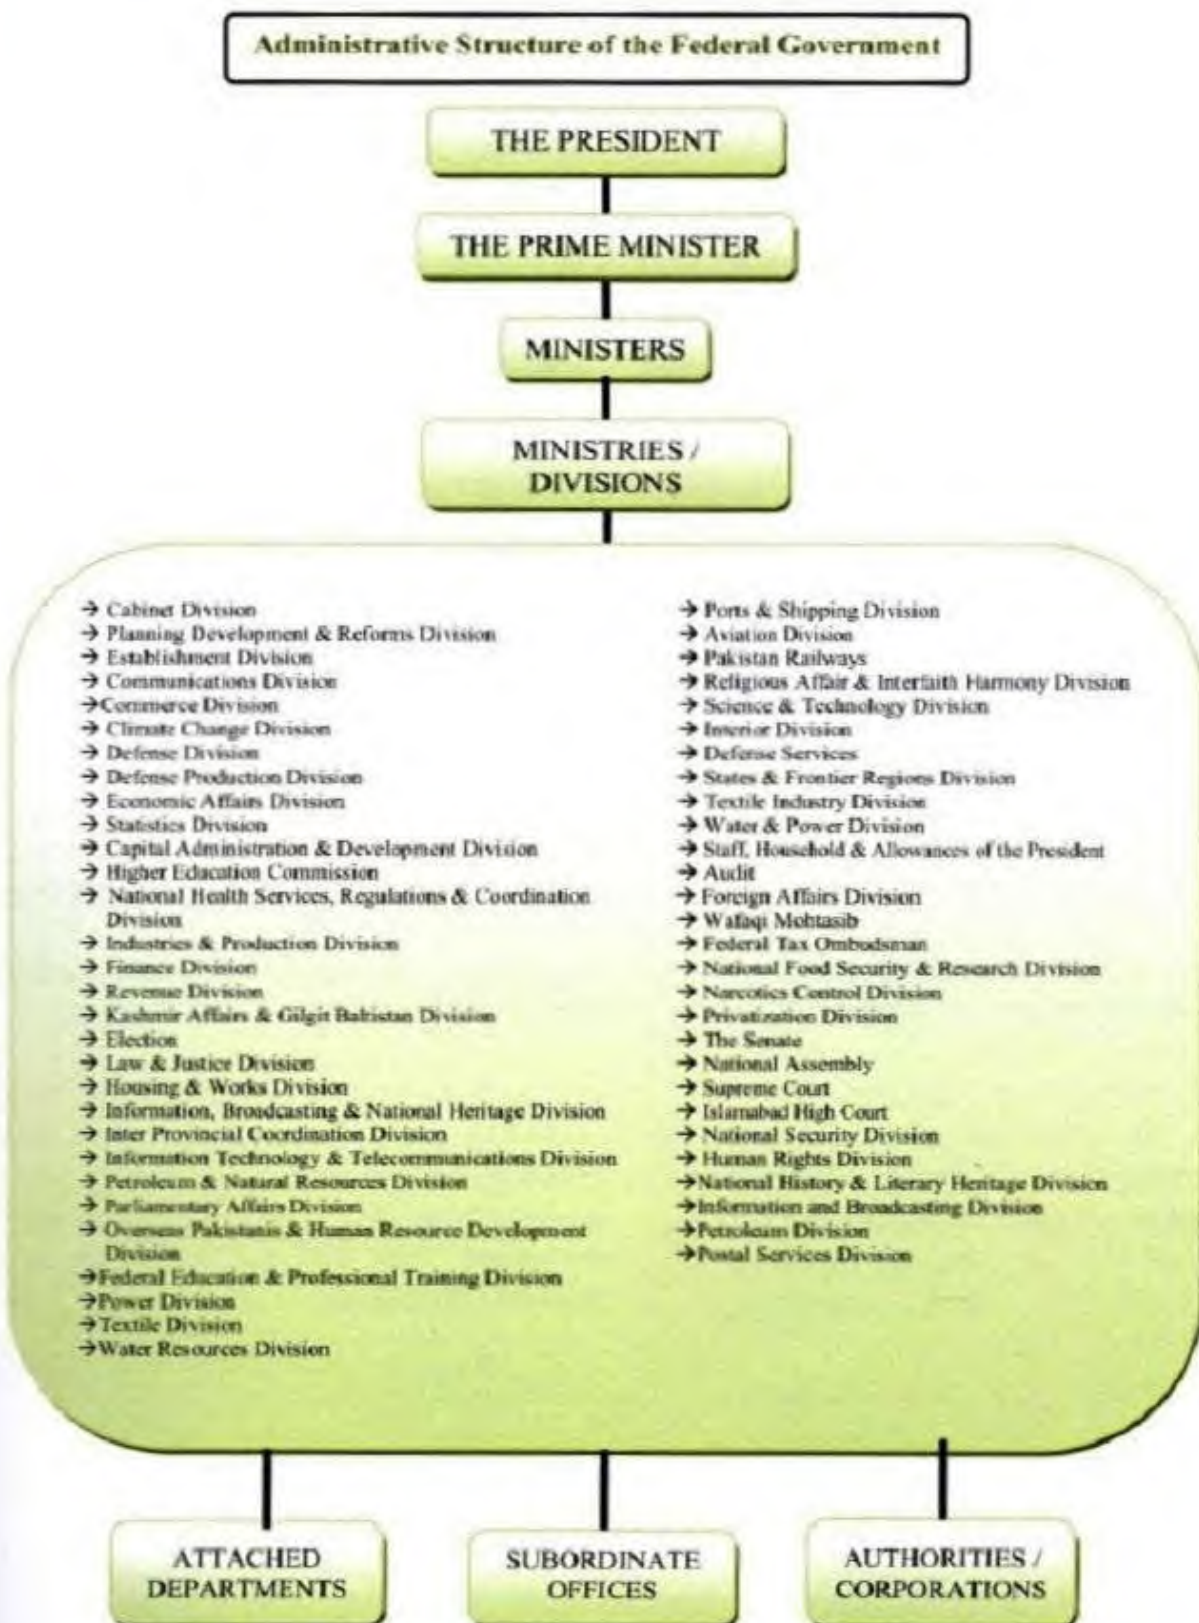 Administrative Structure of the Federal Government
THE PRESIDENT
THE PRIME MINISTER
MINISTERS
MINISTRIES /
DIVISIONS
→ Cabinet Division
→ Planning Development & Reforms Division
→ Establishment Division
→ Communications Division
→Commerce Division
→ Climate Change Division
→ Defense Division
→ Defense Production Division
→ Economic Affairs Division
→ Statistics Division
→ Capital Administration & Development Division
→ Higher Education Commission
→ National Health Services, Regulations & Coordination
Division
→ Industries & Production Division
→ Finance Division
→ Revenue Division
→ Kashmir Affairs & Gilgit Baltistan Division
→ Election
→ Law & Justice Division
→ Housing & Works Division
→ Information, Broadcasting & National Heritage Division
→ Inter Provincial Coordination Division
→ Information Technology & Telecommunications Division
→ Petroleum & Natural Resources Division
→ Parliamentary Affairs Division
→ Overseas Pakistanis & Human Resource Development
Division
→Federal Education & Professional Training Division
→Power Division
→Textile Division
→Water Resources Division
→ Ports & Shipping Division
→ Aviation Division
→ Pakistan Railways
→ Religious Affair & Interfaith Harmony Division
→ Science & Technology Division
→ Interior Division
→ Defense Services
→ States & Frontier Regions Division
→ Textile Industry Division
→ Water & Power Division
→ Staff, Household & Allowances of the President
→ Audit
→ Foreign Affairs Division
→ Wafaqi Mohtasib
→ Federal Tax Ombudsman
→ National Food Security & Research Division
→ Narcotics Control Division
→ Privatization Division
→ The Senate
→ National Assembly
→ Supreme Court
→ Islamabad High Court
→ National Security Division
→ Human Rights Division
→National History & Literary Heritage Division
→Information and Broadcasting Division
→Petroleum Division
→Postal Services Division
ATTACHED
DEPARTMENTS
SUBORDINATE
OFFICES
AUTHORITIES /
CORPORATIONS